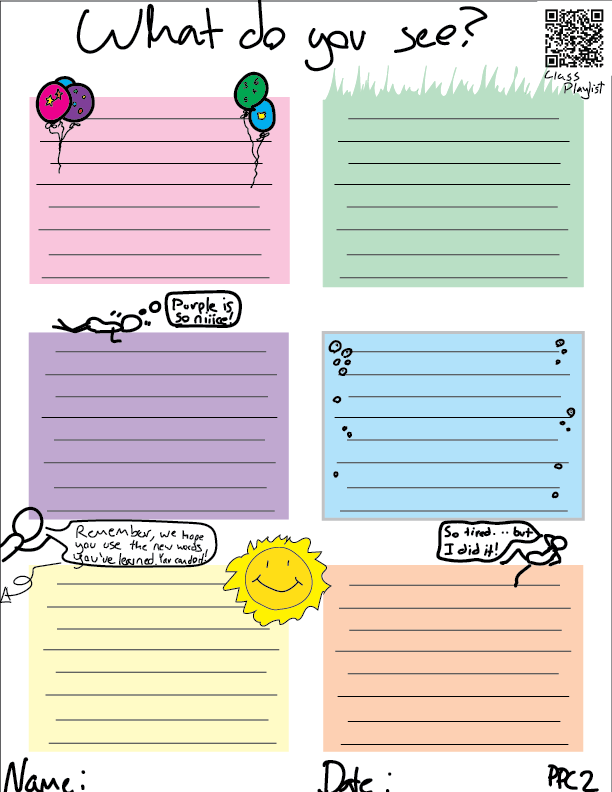 What do you see?
Class
Playlist
Purple is
so niiice!
Remember, we hope
you use the new words
you've learned. You can do it!
So tired... but
I did it!
Name:
Date:
PPC2